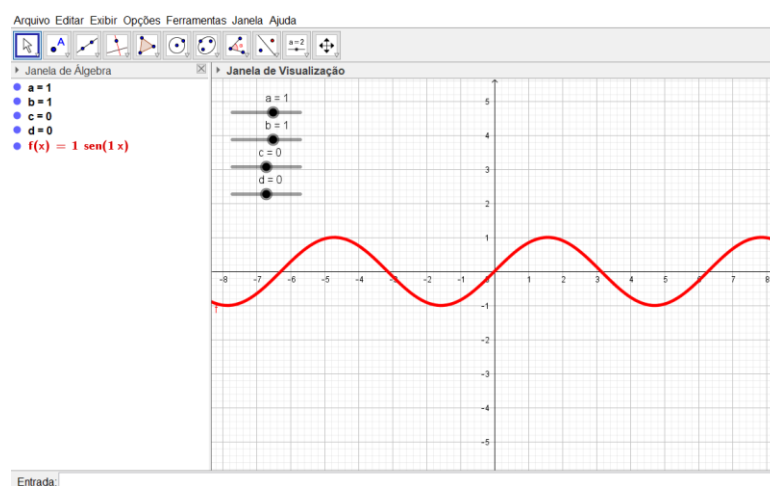 Arquivo Editar Exibir Opções Ferramentas Janela Ajuda
A
a=2
Janela de Álgebra
Janela de Visualização
a = 1
b = 1
c = 0
d = 0
f(x) = 1 sen(1 x)
a = 1
b = 1
c = 0
d = 0
5
4
3
2
1
-8 -7 -6 -5 -4 -3 -2 -1 0 1 2 3 4 5 6 7 8
-1
f
-2
-3
-4
-5
Entrada: